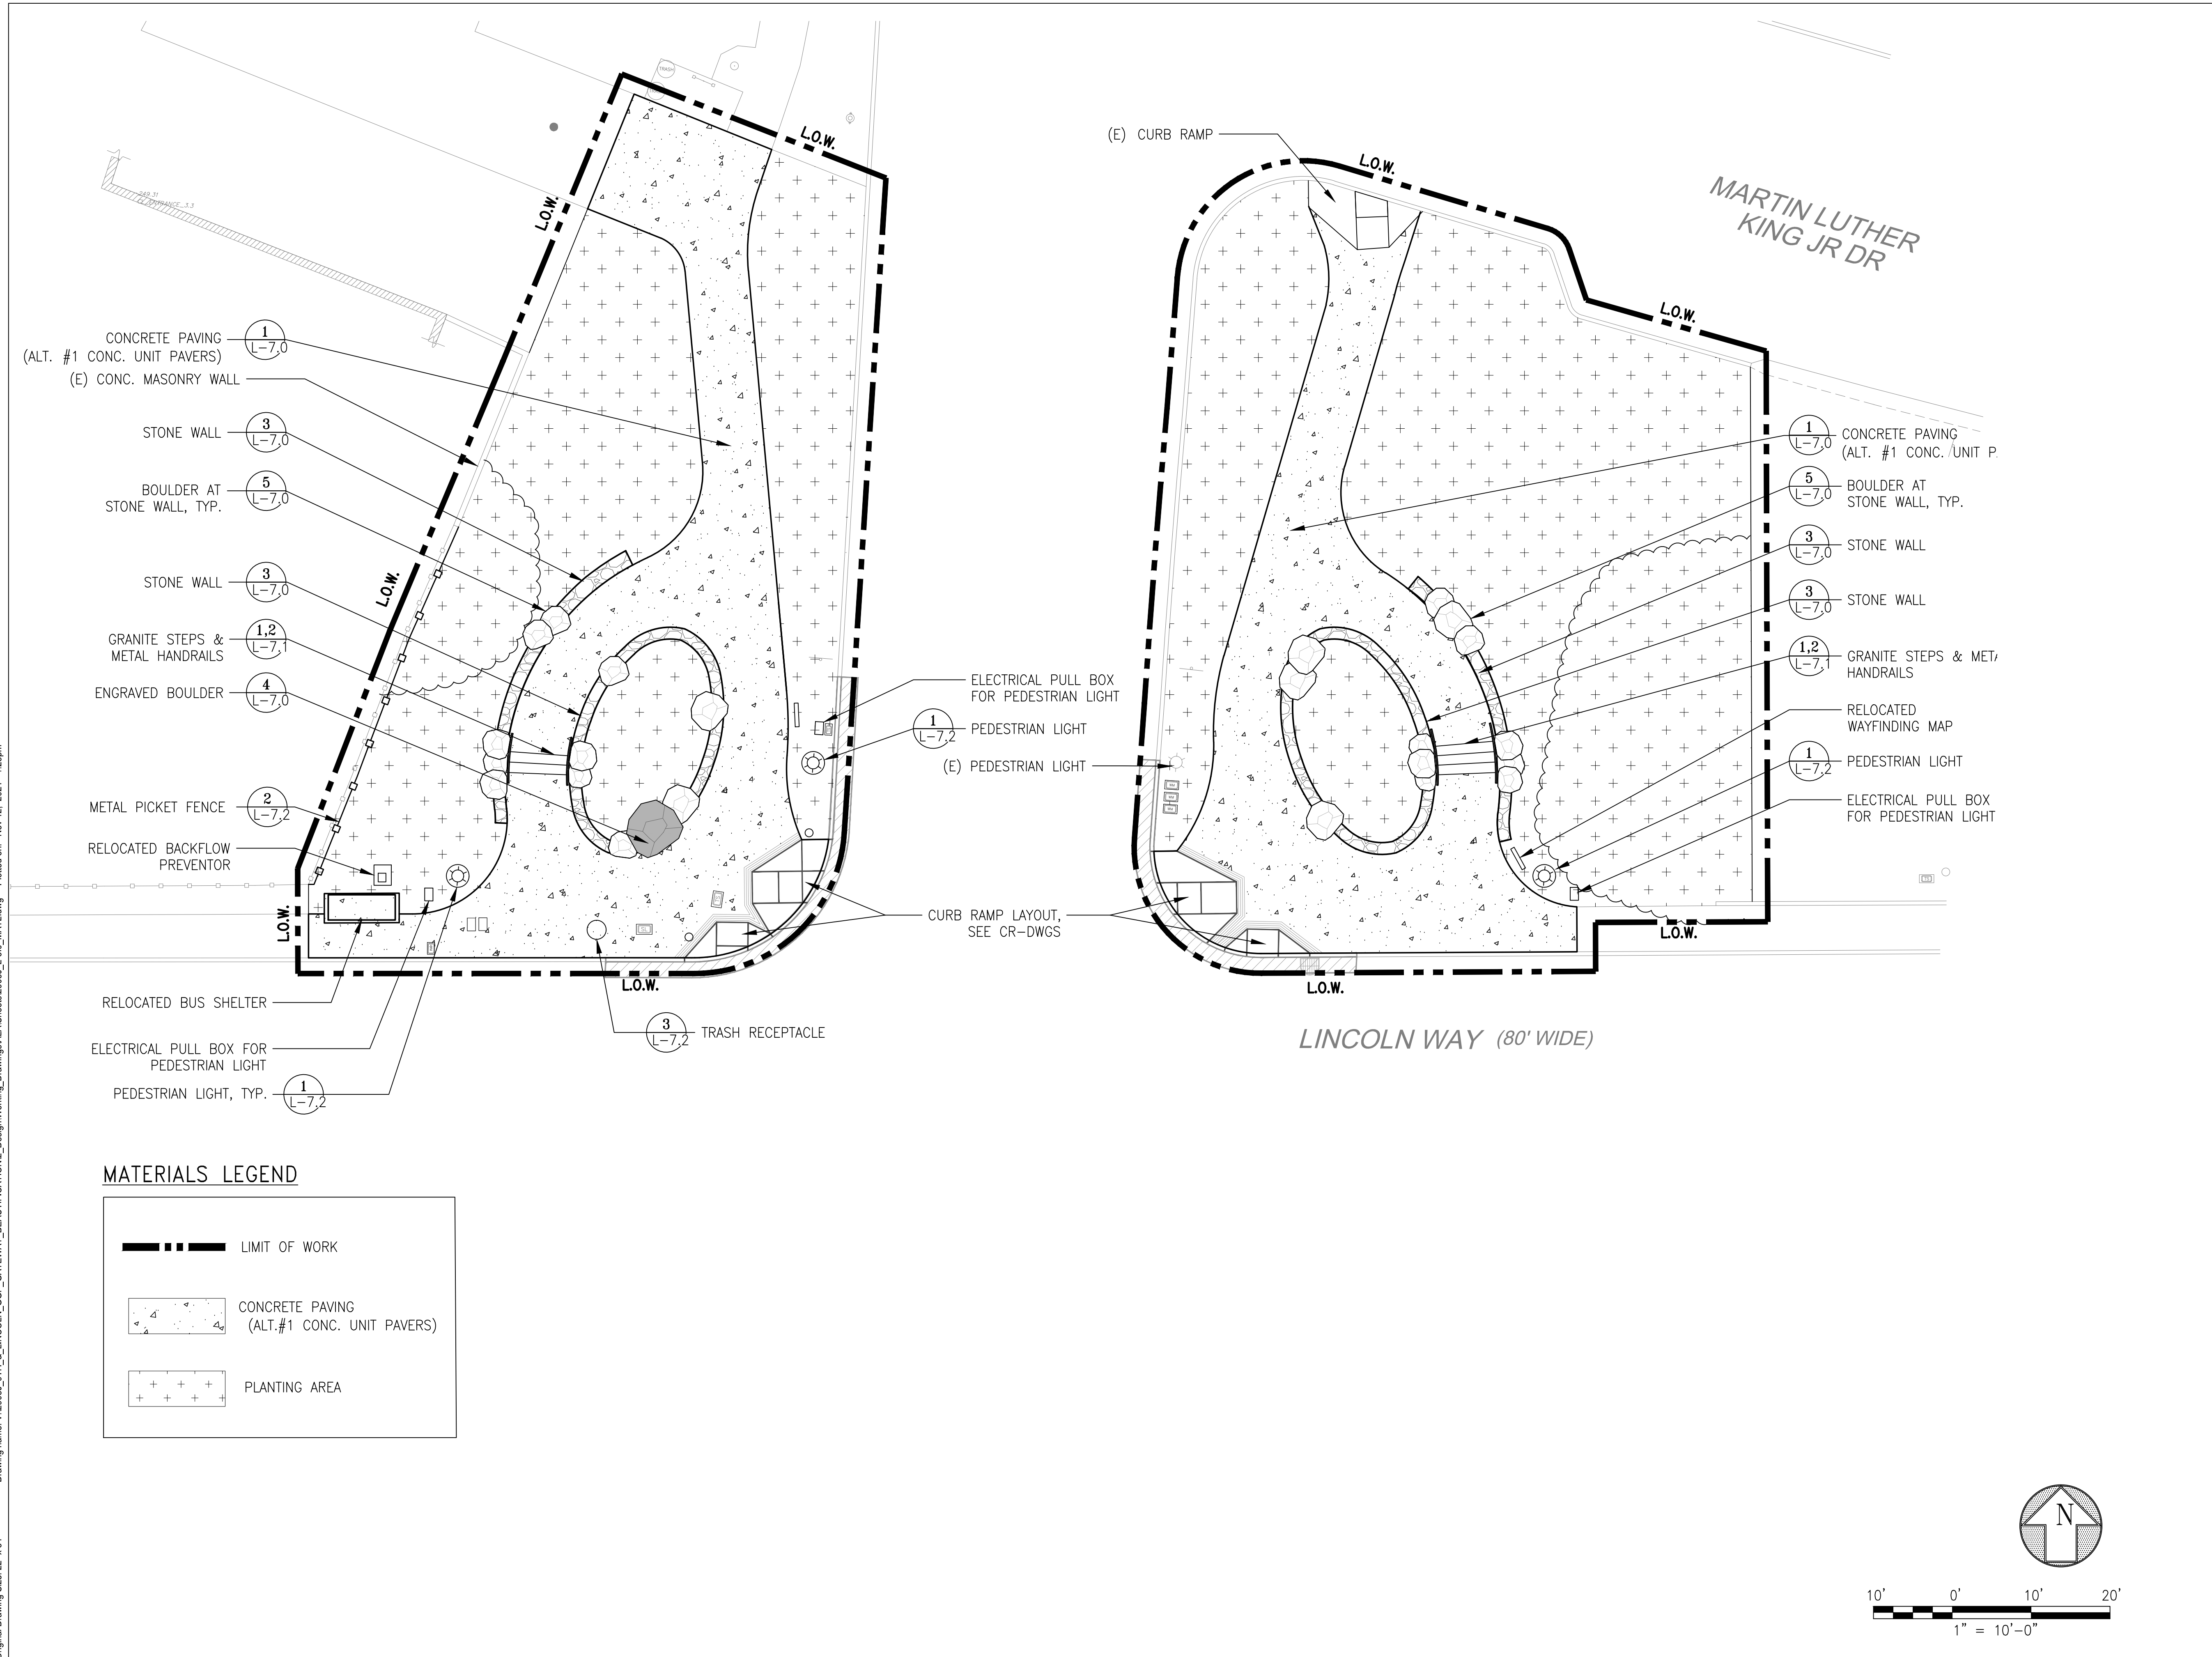 TRASH
L.O.W.
(E) CURB RAMP
L.O.W.
MARTIN LUTHER
KING JR DR
249.31
L.O.W.
L.O.W.
CONCRETE PAVING
(ALT. #1 CONC. UNIT PAVERS)
1
L-7.0
(E) CONC. MASONRY WALL
STONE WALL
3
L-7.0
BOULDER AT
STONE WALL, TYP.
5
L-7.0
L.O.W.
STONE WALL
3
L-7.0
GRANITE STEPS &
METAL HANDRAILS
1,2
L-7.1
ENGRAVED BOULDER
4
L-7.0
METAL PICKET FENCE
2
L-7.2
RELOCATED BACKFLOW
PREVENTOR
L.O.W.
RELOCATED BUS SHELTER
ELECTRICAL PULL BOX FOR
PEDESTRIAN LIGHT
PEDESTRIAN LIGHT, TYP.
1
L-7.2
ELECTRICAL PULL BOX
FOR PEDESTRIAN LIGHT
1
L-7.2
PEDESTRIAN LIGHT
(E) PEDESTRIAN LIGHT
CURB RAMP LAYOUT,
SEE CR-DWGS
L.O.W.
3
L-7.2
TRASH RECEPTACLE
1
L-7.0
CONCRETE PAVING
(ALT. #1 CONC. UNIT P
5
L-7.0
BOULDER AT
STONE WALL, TYP.
3
L-7.0
STONE WALL
3
L-7.0
STONE WALL
1,2
L-7.1
GRANITE STEPS & META
HANDRAILS
RELOCATED
WAYFINDING MAP
1
L-7.2
PEDESTRIAN LIGHT
ELECTRICAL PULL BOX
FOR PEDESTRIAN LIGHT
L.O.W.
L.O.W.
LINCOLN WAY (80' WIDE)
MATERIALS LEGEND
LIMIT OF WORK
CONCRETE PAVING
(ALT.#1 CONC. UNIT PAVERS)
PLANTING AREA
N
10' 0' 10' 20'
1" = 10'-0"